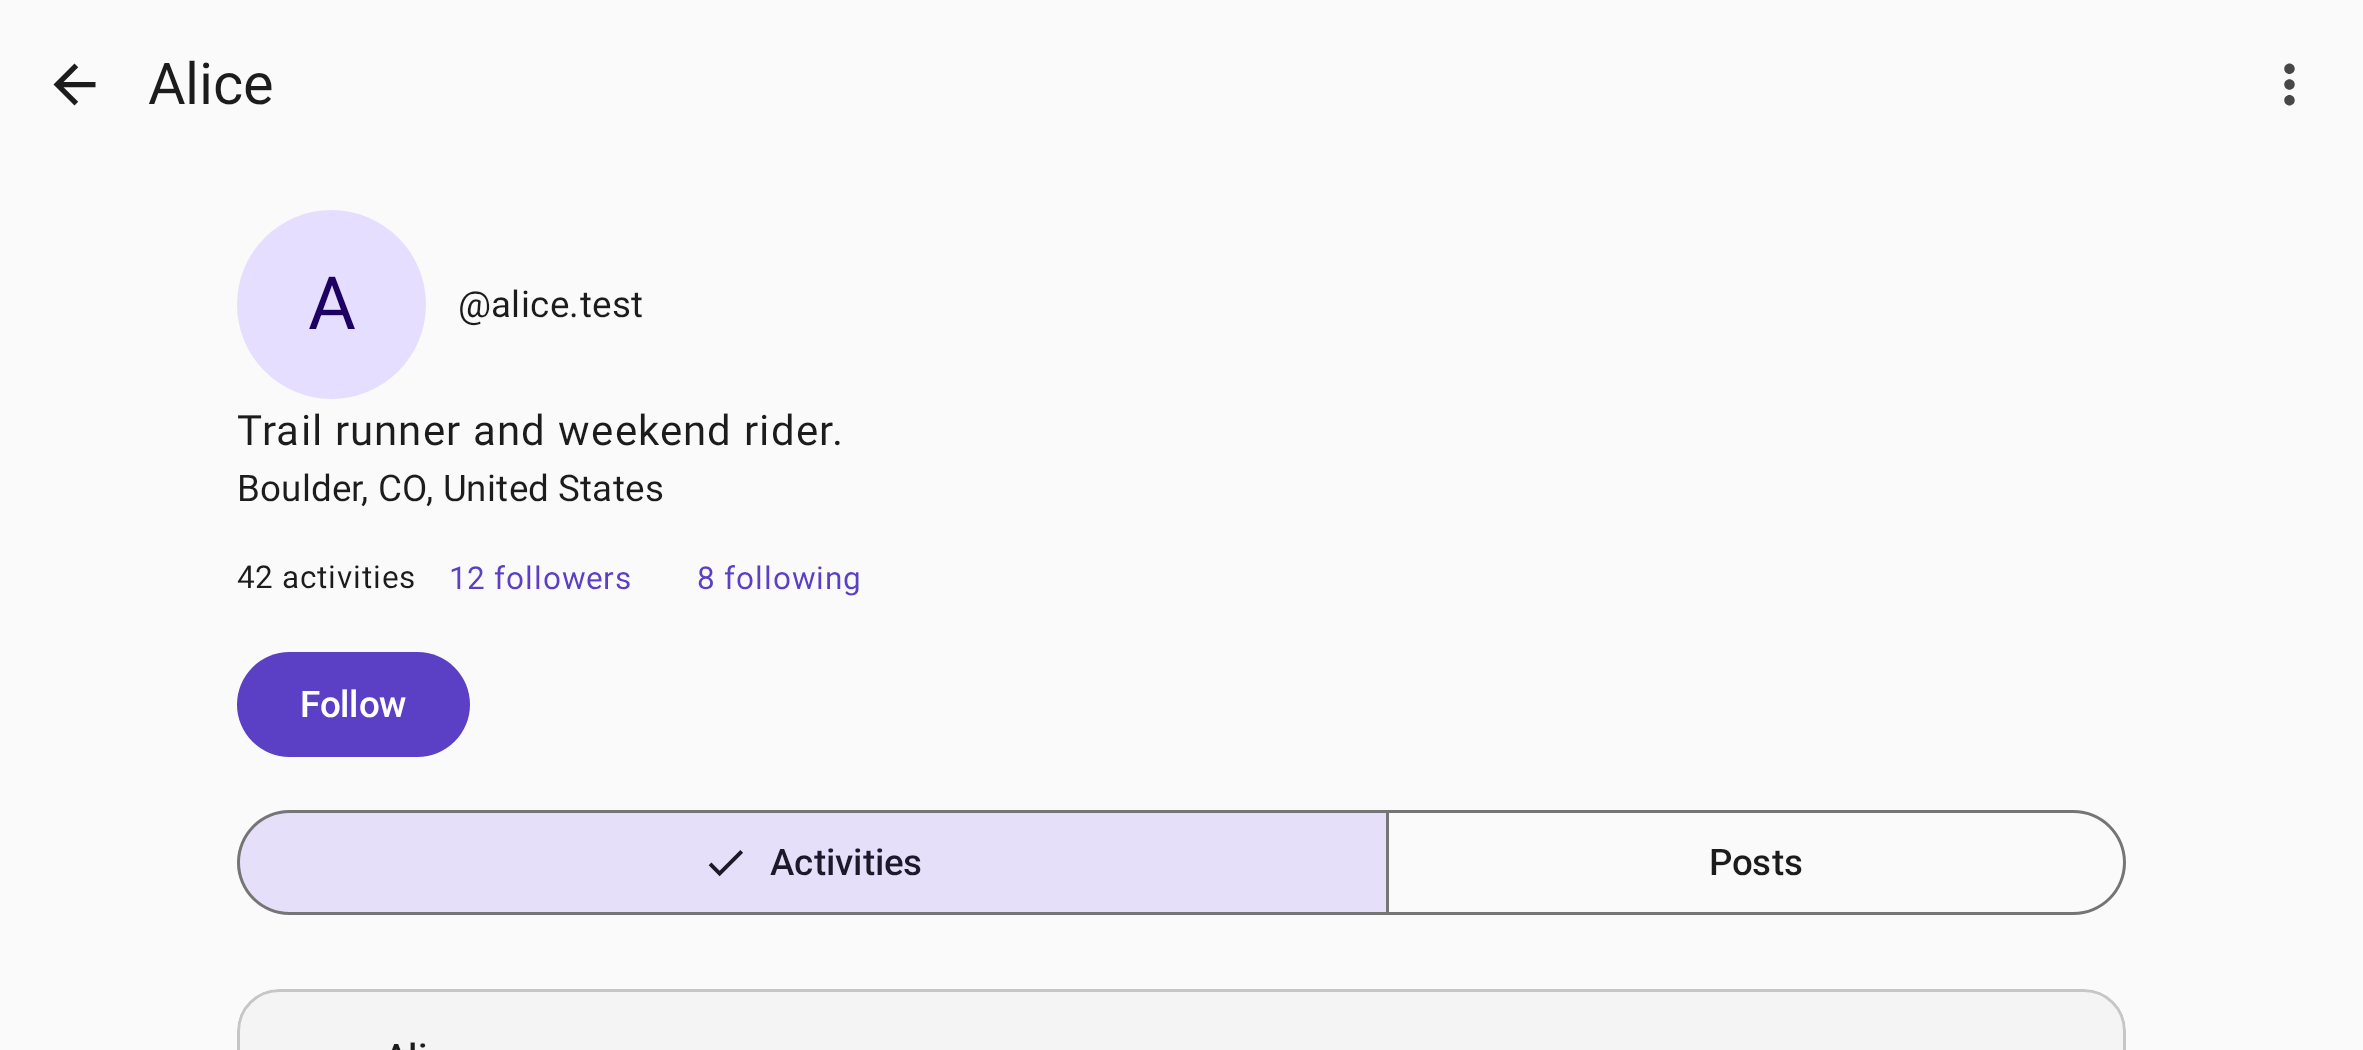 Alice
A
@alice.test
Trail runner and weekend rider.
Boulder, CO, United States
42 activities 12 followers 8 following
Follow
Activities Posts